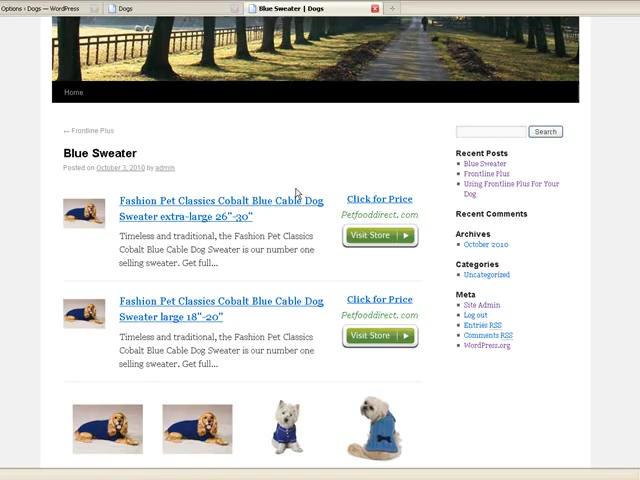 Options ‹ Dogs — WordPress
Dogs
Blue Sweater | Dogs
Home
← Frontline Plus
Blue Sweater
Posted on October 3, 2010 by admin
Fashion Pet Classics Cobalt Blue Cable Dog
Sweater extra-large 26"-30"
Timeless and traditional, the Fashion Pet Classics
Cobalt Blue Cable Dog Sweater is our number one
selling sweater. Get full...
Click for Price
Petfooddirect.com
Visit Store
Fashion Pet Classics Cobalt Blue Cable Dog
Sweater large 18"-20"
Timeless and traditional, the Fashion Pet Classics
Cobalt Blue Cable Dog Sweater is our number one
selling sweater. Get full...
Click for Price
Petfooddirect.com
Visit Store
Search
Recent Posts
Blue Sweater
Frontline Plus
Using Frontline Plus For Your
Dog
Recent Comments
Archives
October 2010
Categories
Uncategorized
Meta
Site Admin
Log out
Entries RSS
Comments RSS
WordPress.org